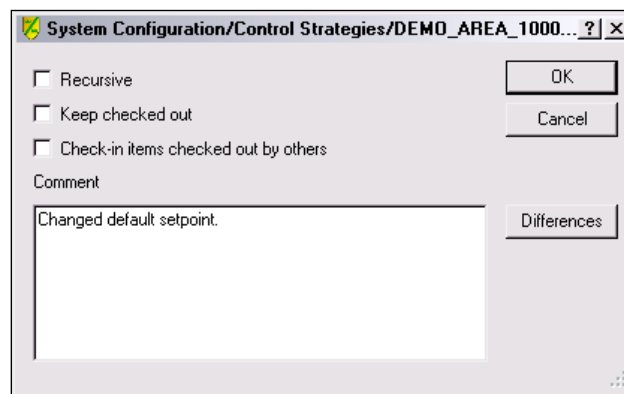 System Configuration/Control Strategies/DEMO_AREA_1000...
Recursive
OK
Keep checked out
Cancel
Check-in items checked out by others
Comment
Changed default setpoint.
Differences